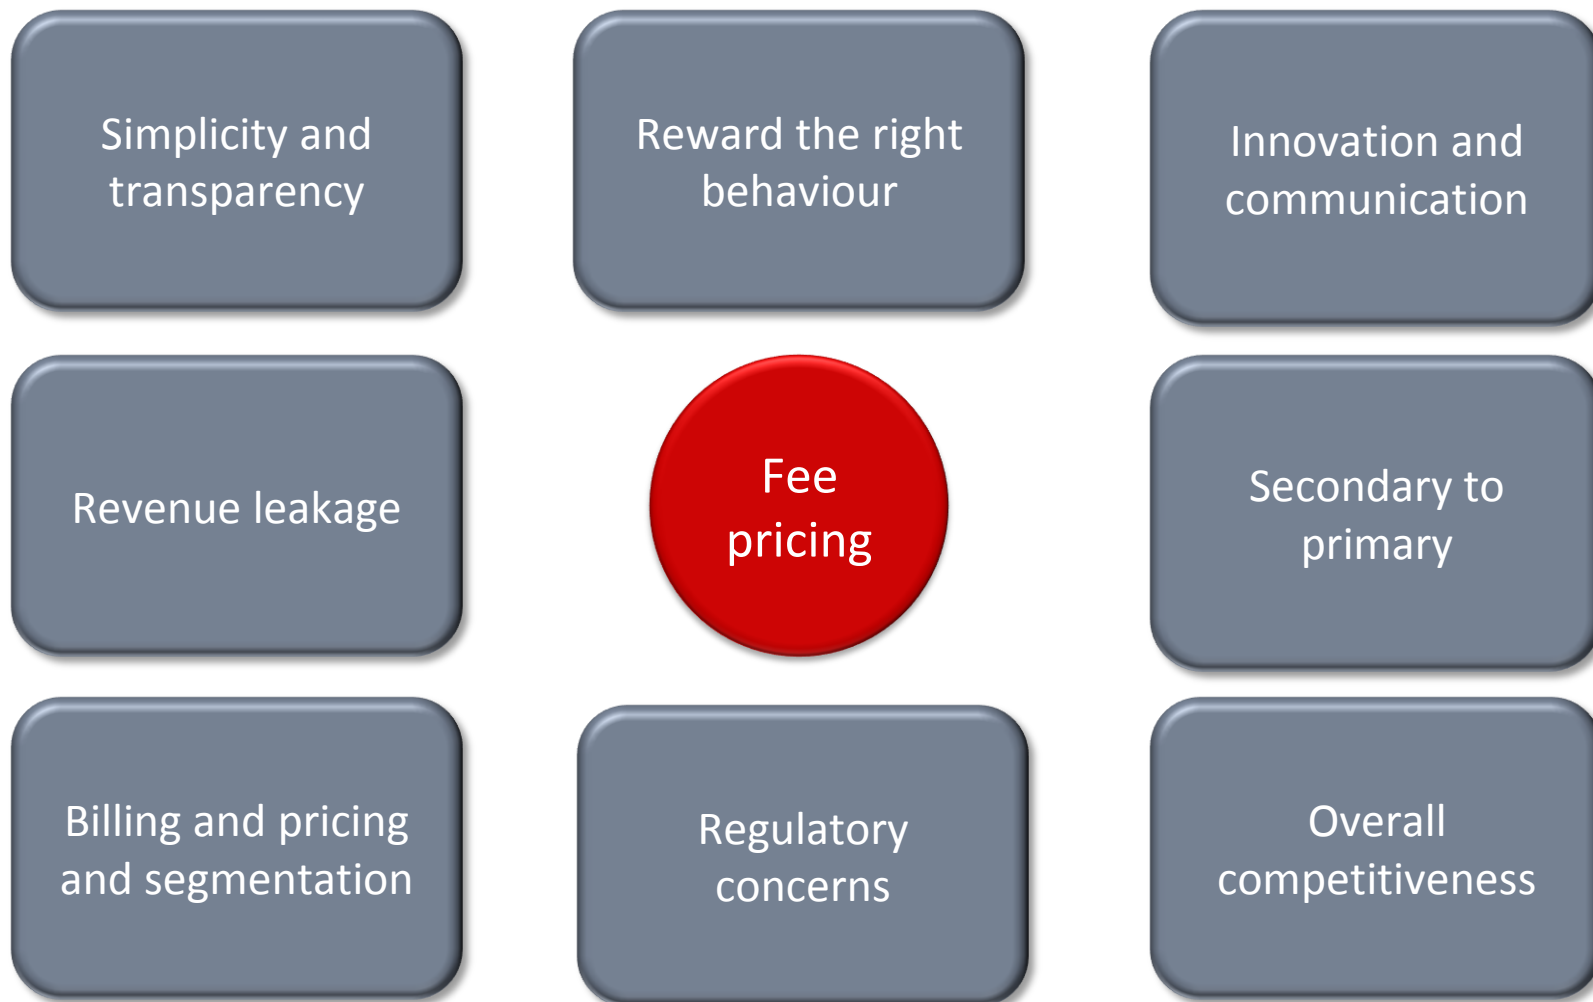 Simplicity and
transparency
Reward the right
behaviour
Innovation and
communication
Revenue leakage
Fee
pricing
Secondary to
primary
Billing and pricing
and segmentation
Regulatory
concerns
Overall
competitiveness